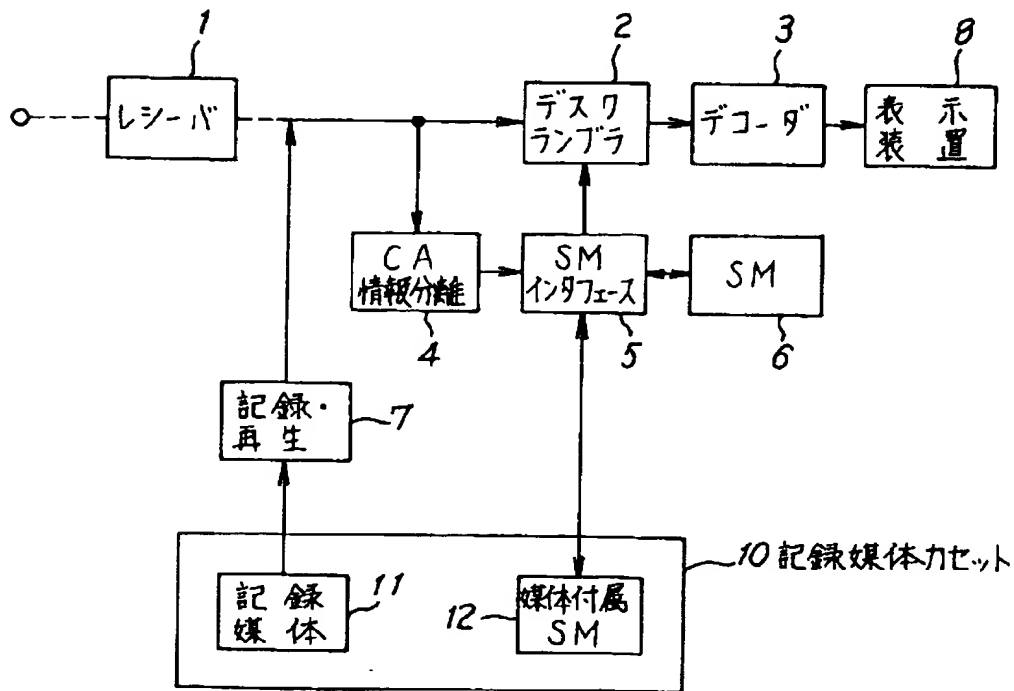 1
2
3
8
レシーバ
デスク
ランブラ
デコーダ
表示
装置
CA
情報分離
4
SM
インタフェース
5
SM
6
記録・
再生
7
10 記録媒体カセット
記録
媒体
11
12
媒体付属
SM